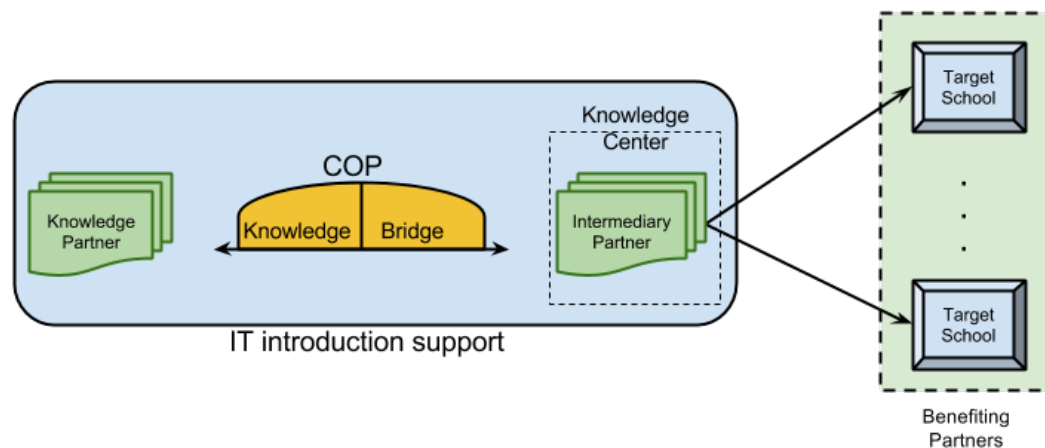 Knowledge
Partner
COP
Knowledge Bridge
Knowledge
Center
Intermediary
Partner
IT introduction support
Target
School
.
.
.
Target
School
Benefiting
Partners